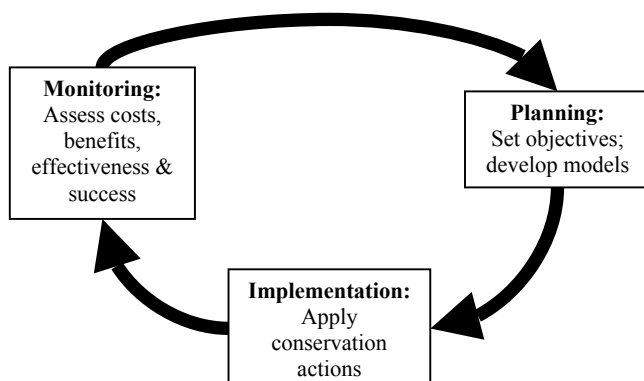 Monitoring:
Assess costs,
benefits,
effectiveness &
success
Planning:
Set objectives;
develop models
Implementation:
Apply
conservation
actions